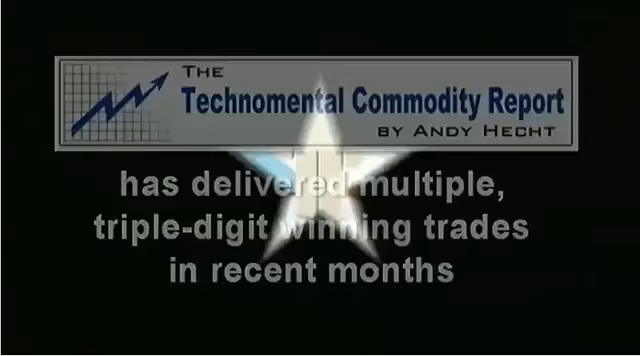 THE
Technomental Commodity Report
BY ANDY HECHT
has delivered multiple,
triple-digit winning trades
in recent months